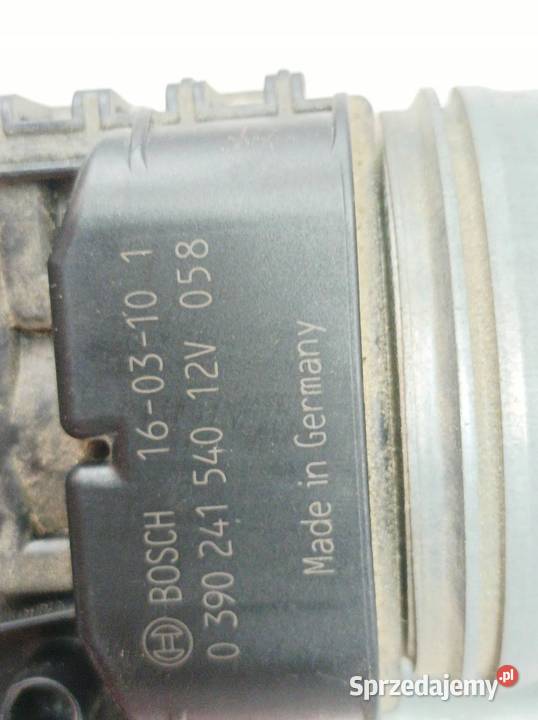 BOSCH 16-03-10 1
0 390 241 540 12V 058
Made in Germany
Sprzedajemy.pl